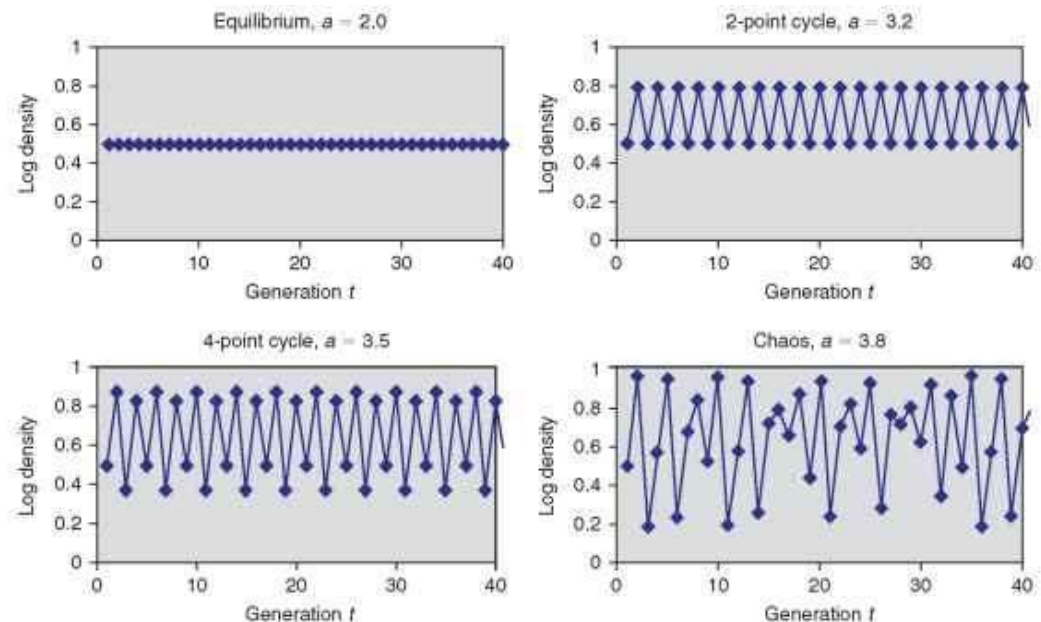 Equilibrium, a = 2.0
1
0.8
0.6
0.4
0.2
0
Log density
0 10 20 30 40
Generation t
2-point cycle, a = 3.2
1
0.8
0.6
0.4
0.2
0
Log density
0 10 20 30 40
Generation t
4-point cycle, a = 3.5
1
0.8
0.6
0.4
0.2
0
Log density
0 10 20 30 40
Generation t
Chaos, a = 3.8
1
0.8
0.6
0.4
0.2
0
Log density
0 10 20 30 40
Generation t